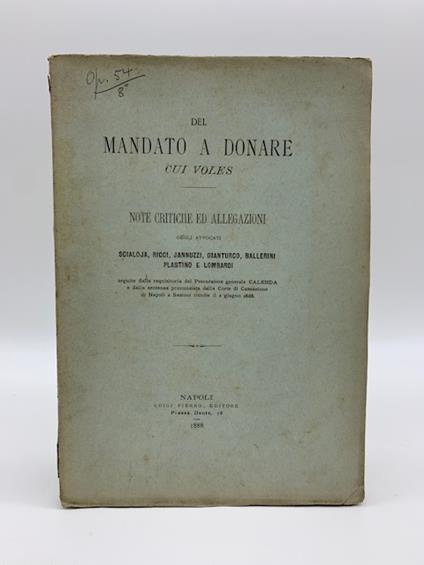 Op. 54
8°
DEL
MANDATO A DONARE
CUI VOLES
NOTE CRITICHE ED ALLEGAZIONI
DEGLI AVVOCATI
SCIALOJA, RICCI, JANNUZZI, GIANTURCO, BALLERINI
PLASTINO E LOMBARDI
seguite dalla requisitoria del Procuratore generale CALENDA
e dalla sentenza pronunziata dalla Corte di Cassazione
di Napoli a Sezioni riunite il 2 giugno 1888.
NAPOLI
LUIGI PIERRO, EDITORE
Piazza Dante, 76
1888